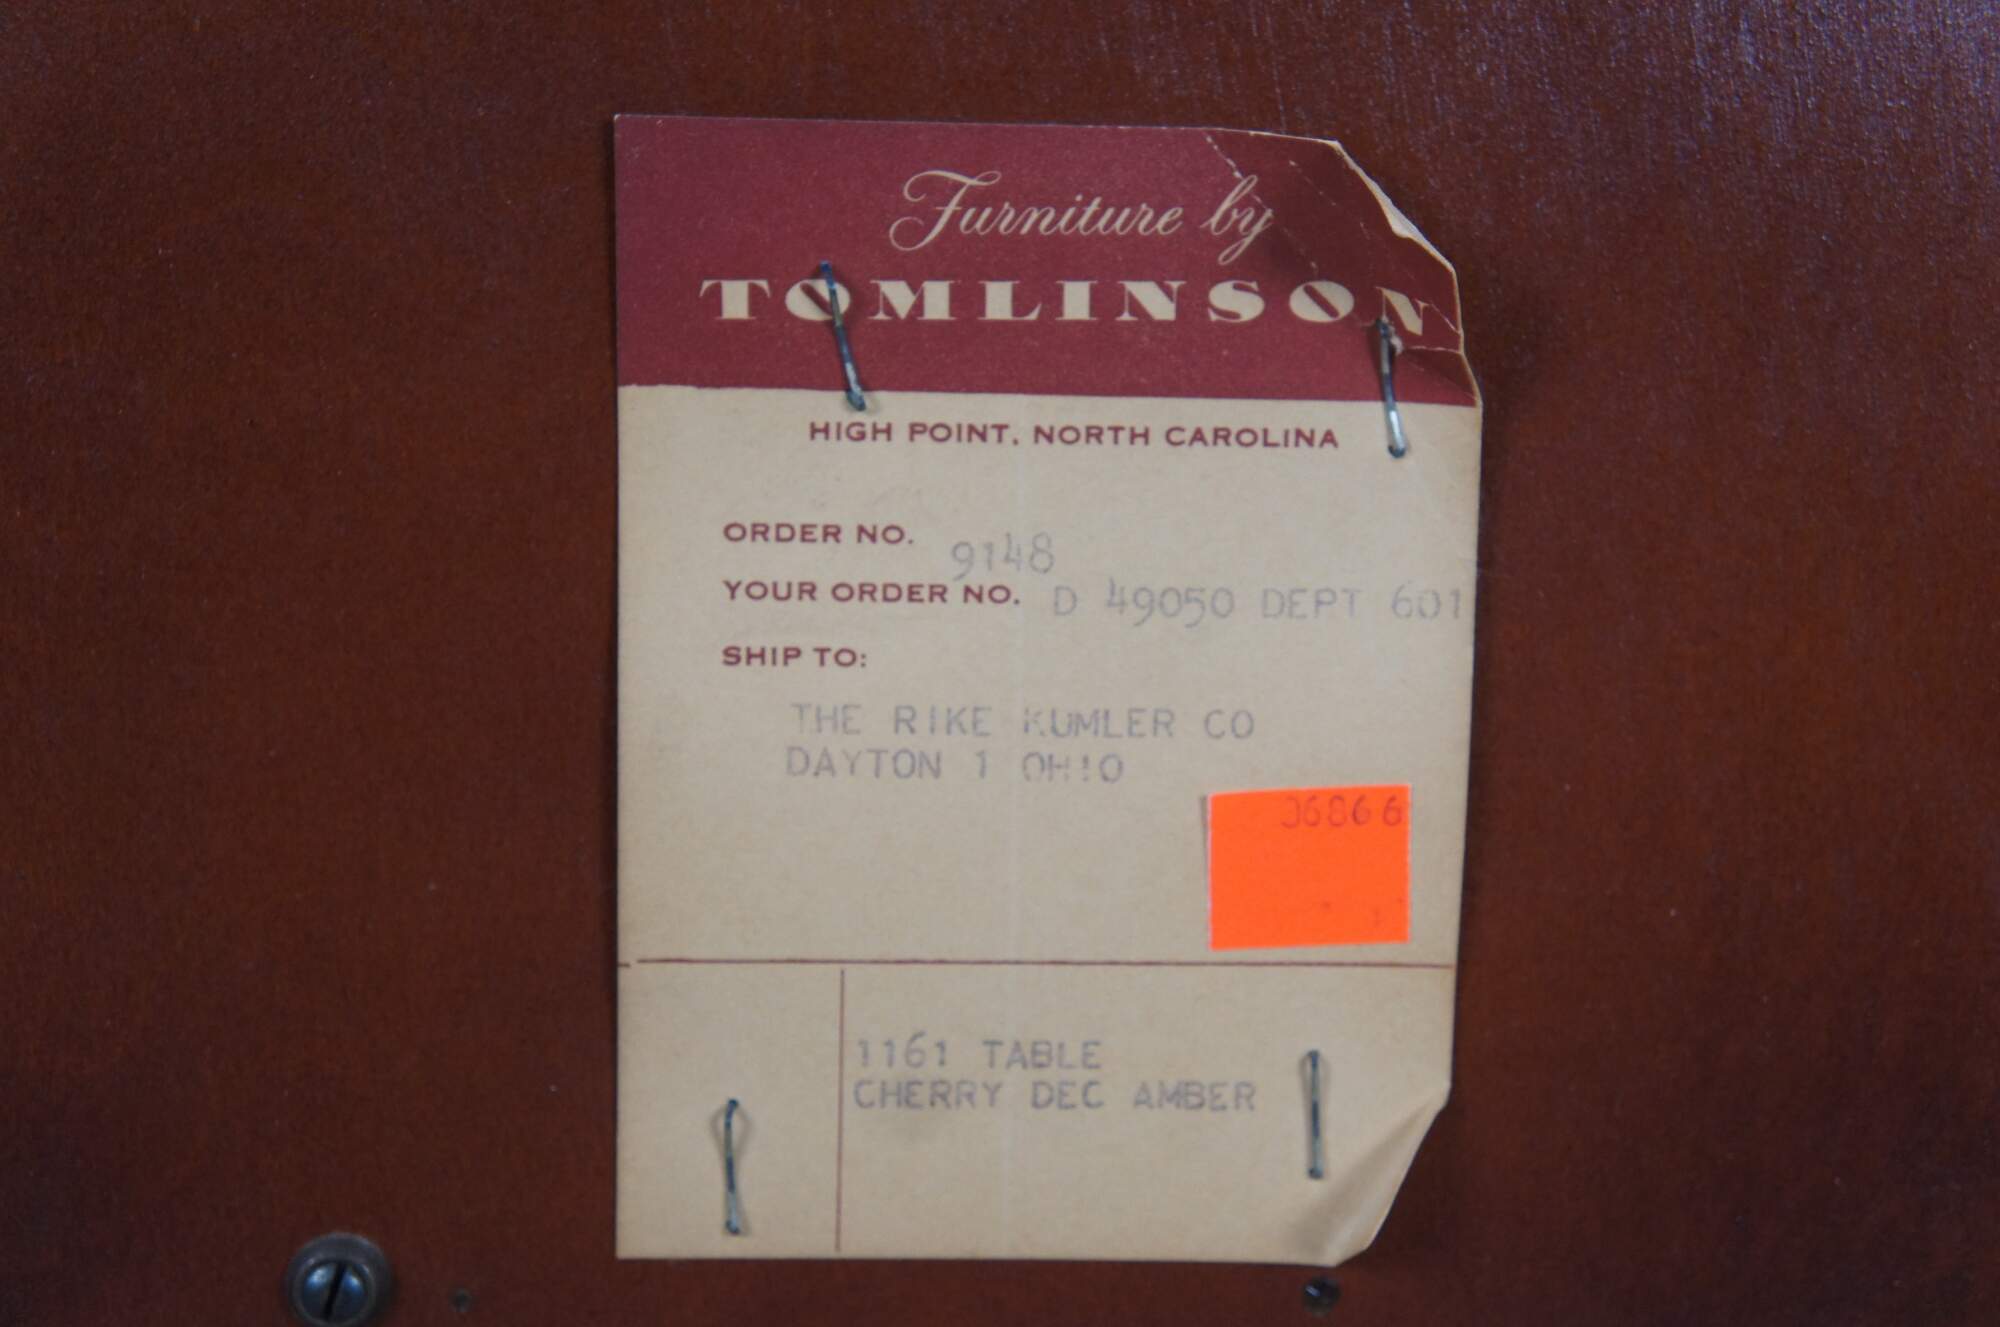 Furniture by
TOMLINSON
HIGH POINT, NORTH CAROLINA
ORDER NO. 9148
YOUR ORDER NO. D 49050 DEPT 601
SHIP TO:
THE RIKE KUMLER CO
DAYTON 1 OHIO
J6866
1161 TABLE
CHERRY DEC AMBER